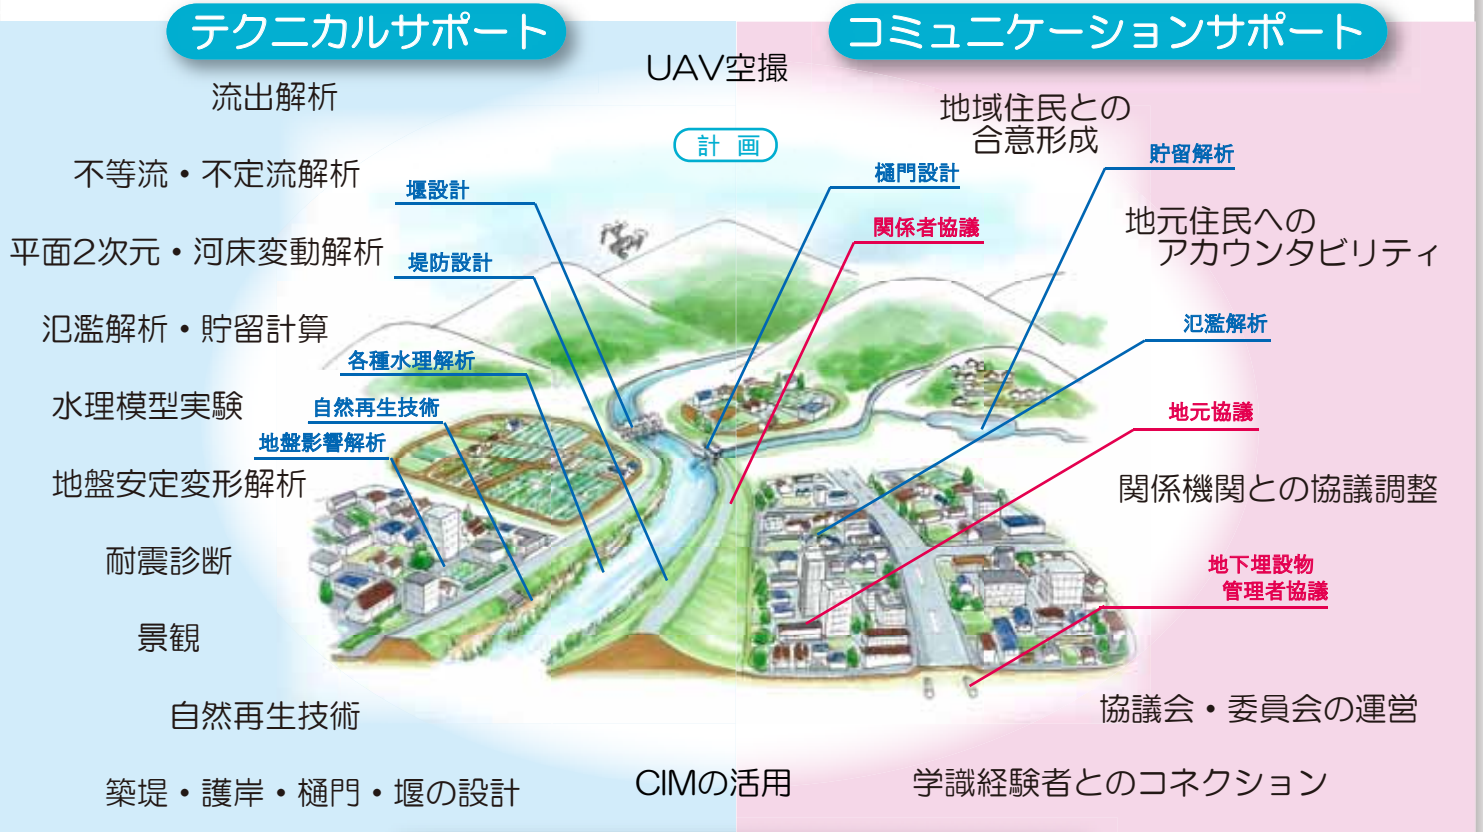 テクニカルサポート
コミュニケーションサポート
UAV空撮
計画
流出解析
不等流・不定流解析
平面2次元・河床変動解析
氾濫解析・貯留計算
水理模型実験
地盤安定変形解析
耐震診断
景観
自然再生技術
築堤・護岸・樋門・堰の設計
堰設計
堤防設計
各種水理解析
自然再生技術
地盤影響解析
樋門設計
関係者協議
貯留解析
氾濫解析
地元協議
地下埋設物
管理者協議
地域住民との
合意形成
地元住民への
アカウンタビリティ
関係機関との協議調整
協議会・委員会の運営
学識経験者とのコネクション
CIMの活用